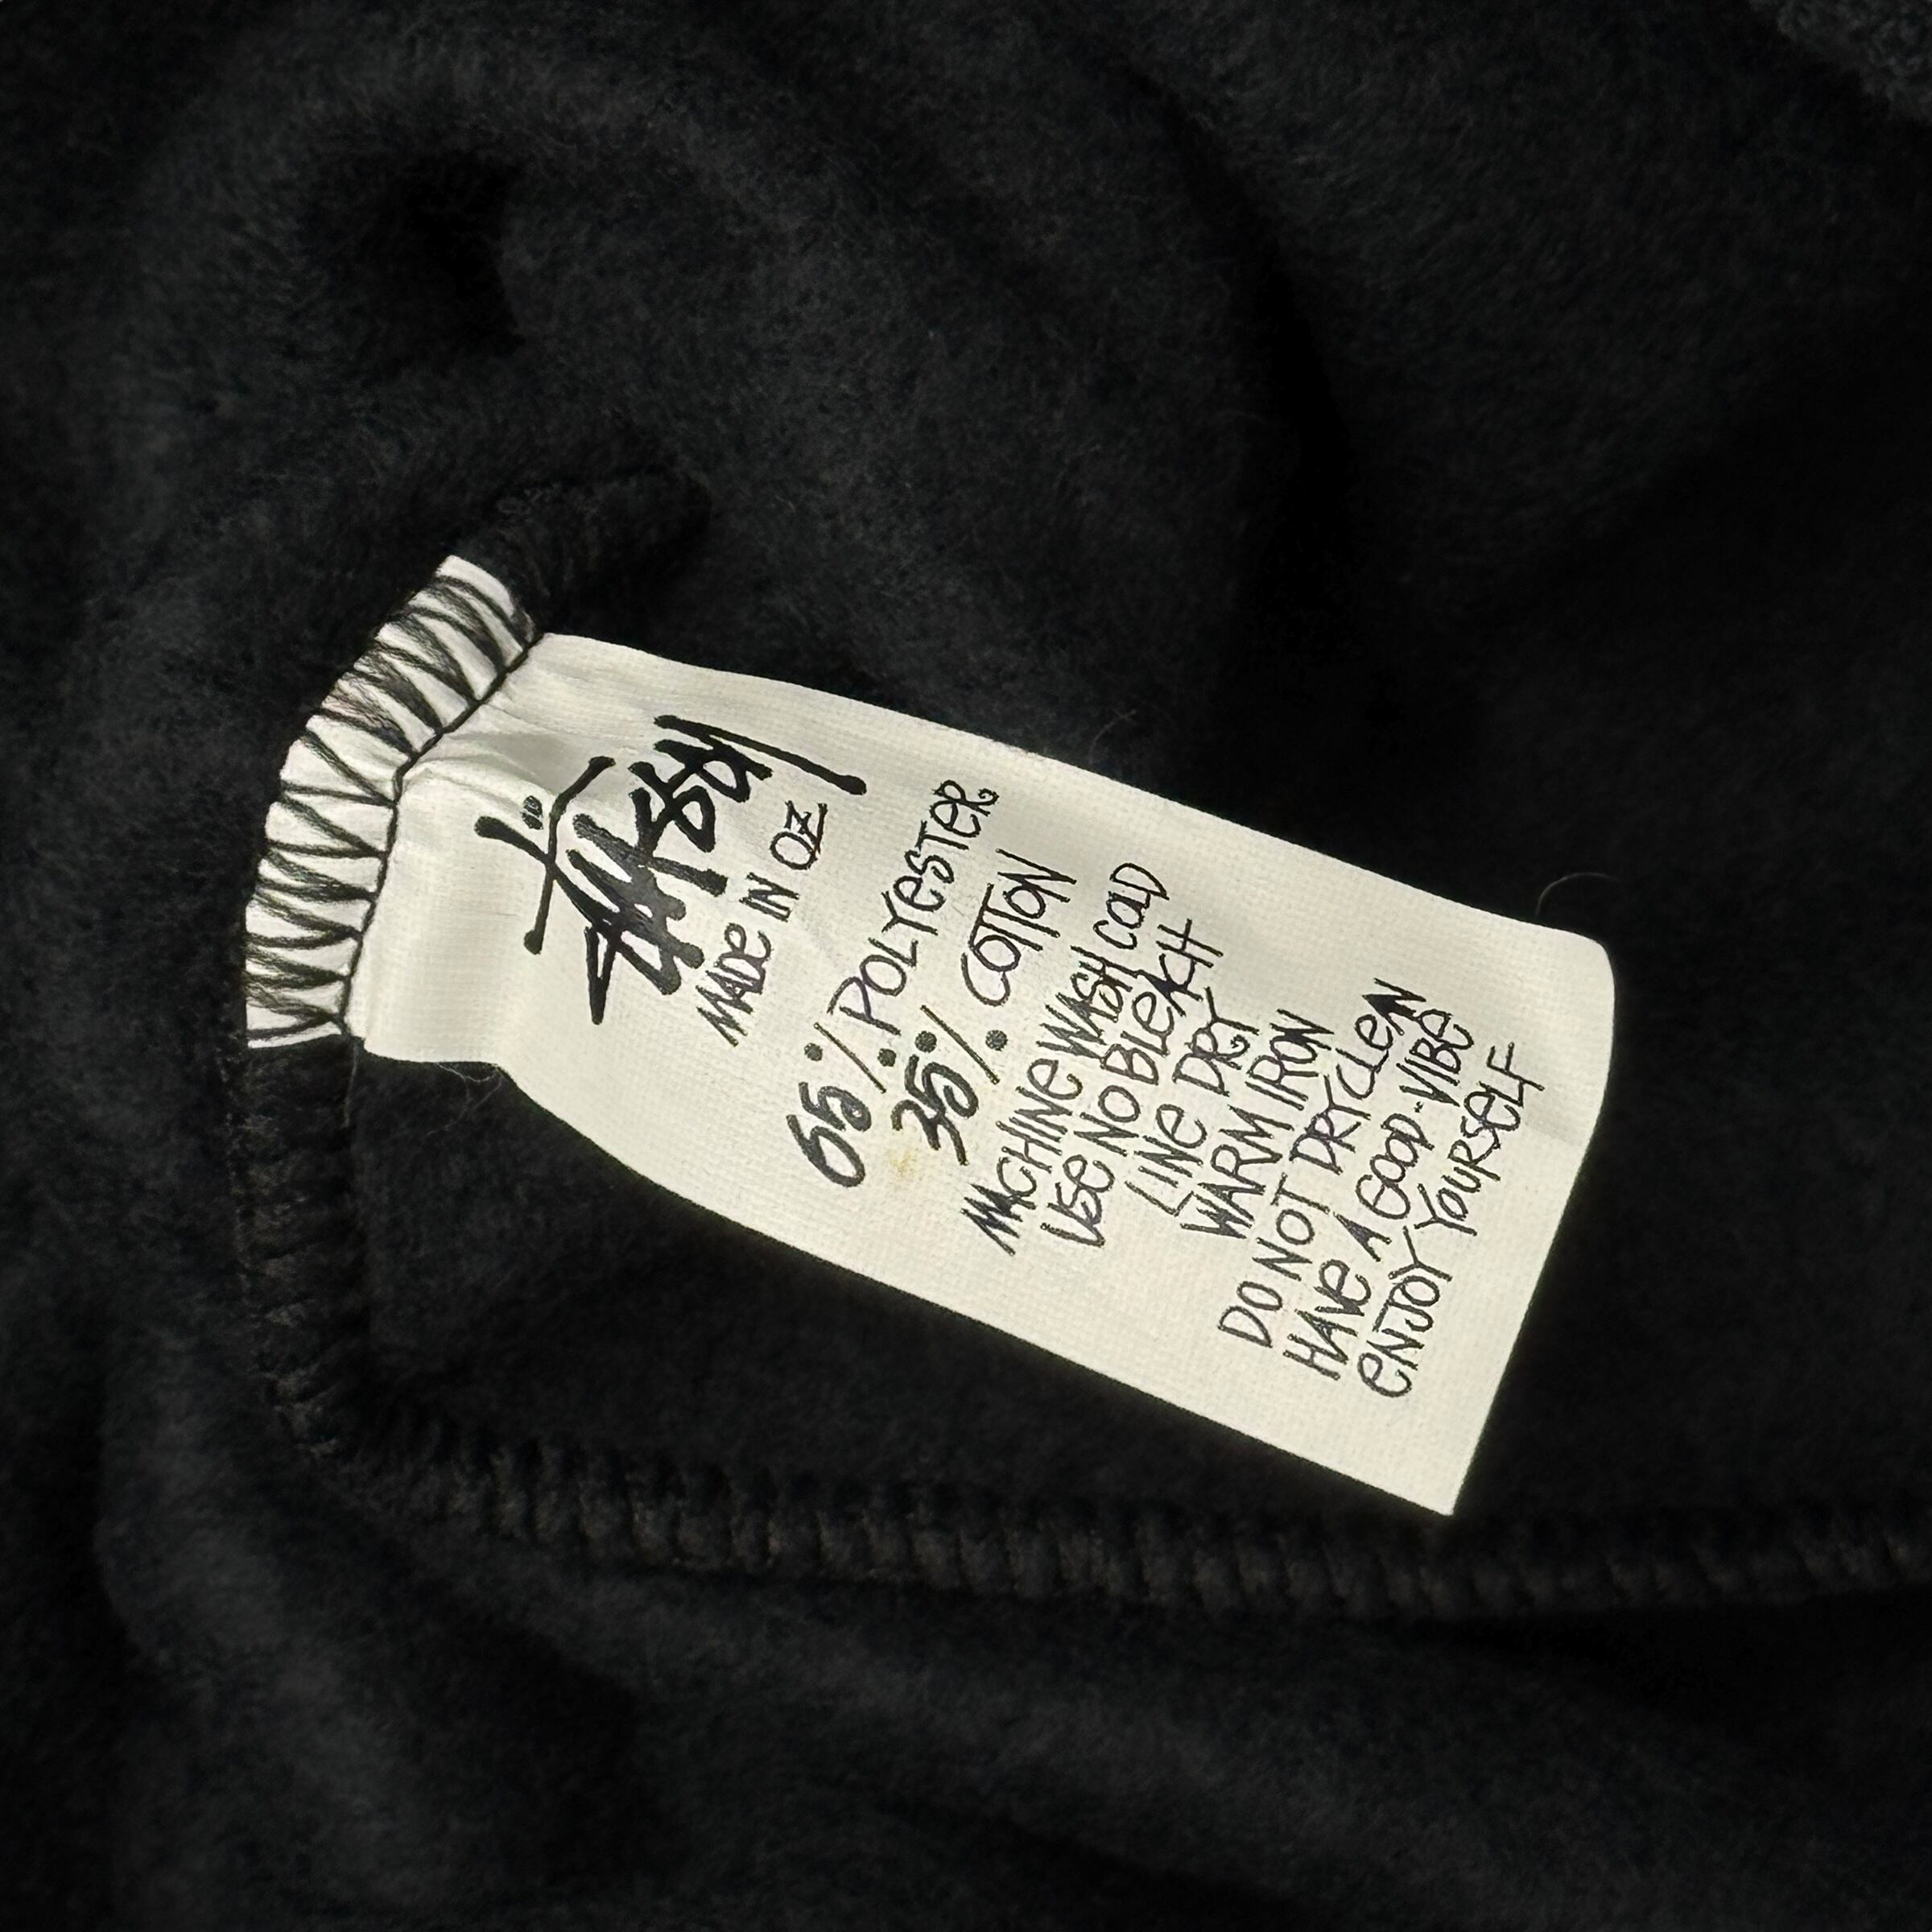 Stüssy
MADE IN OZ
65% POLYESTER
35% COTTON
MACHINE WASH COLD
USE NO BLEACH
LINE DRY
WARM IRON
DO NOT DRYCLEAN
HAVE A GOOD-VIBE
ENJOY YOURSELF